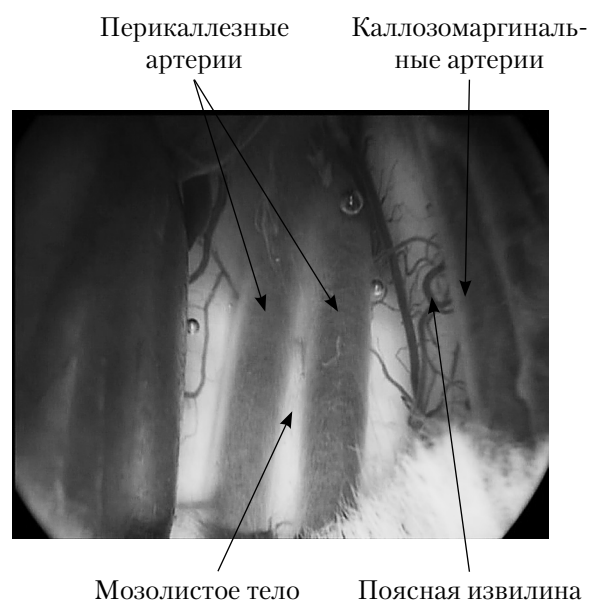 Перикаллезные
артерии
Каллозомаргиналь-
ные артерии
Мозолистое тело
Поясная извилина